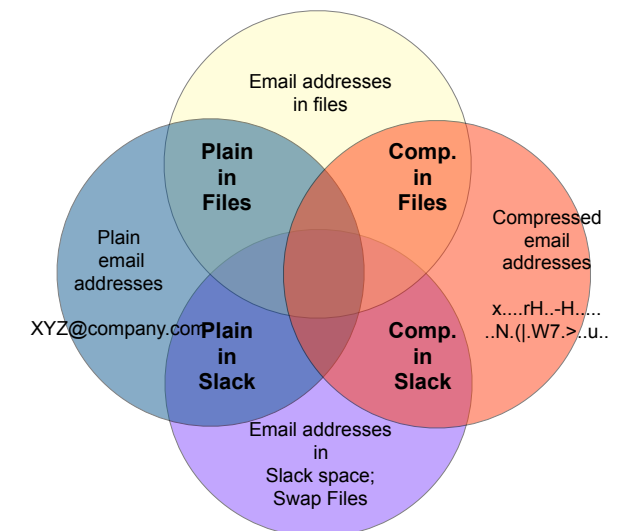 Email addresses
in files
Plain
in
Files
Comp.
in
Files
Plain
email
addresses
XYZ@company.com
Compressed
email
addresses
x....rH..-H.....
..N.(|.W7.>..u..
Plain
in
Slack
Comp.
in
Slack
Email addresses
in
Slack space;
Swap Files